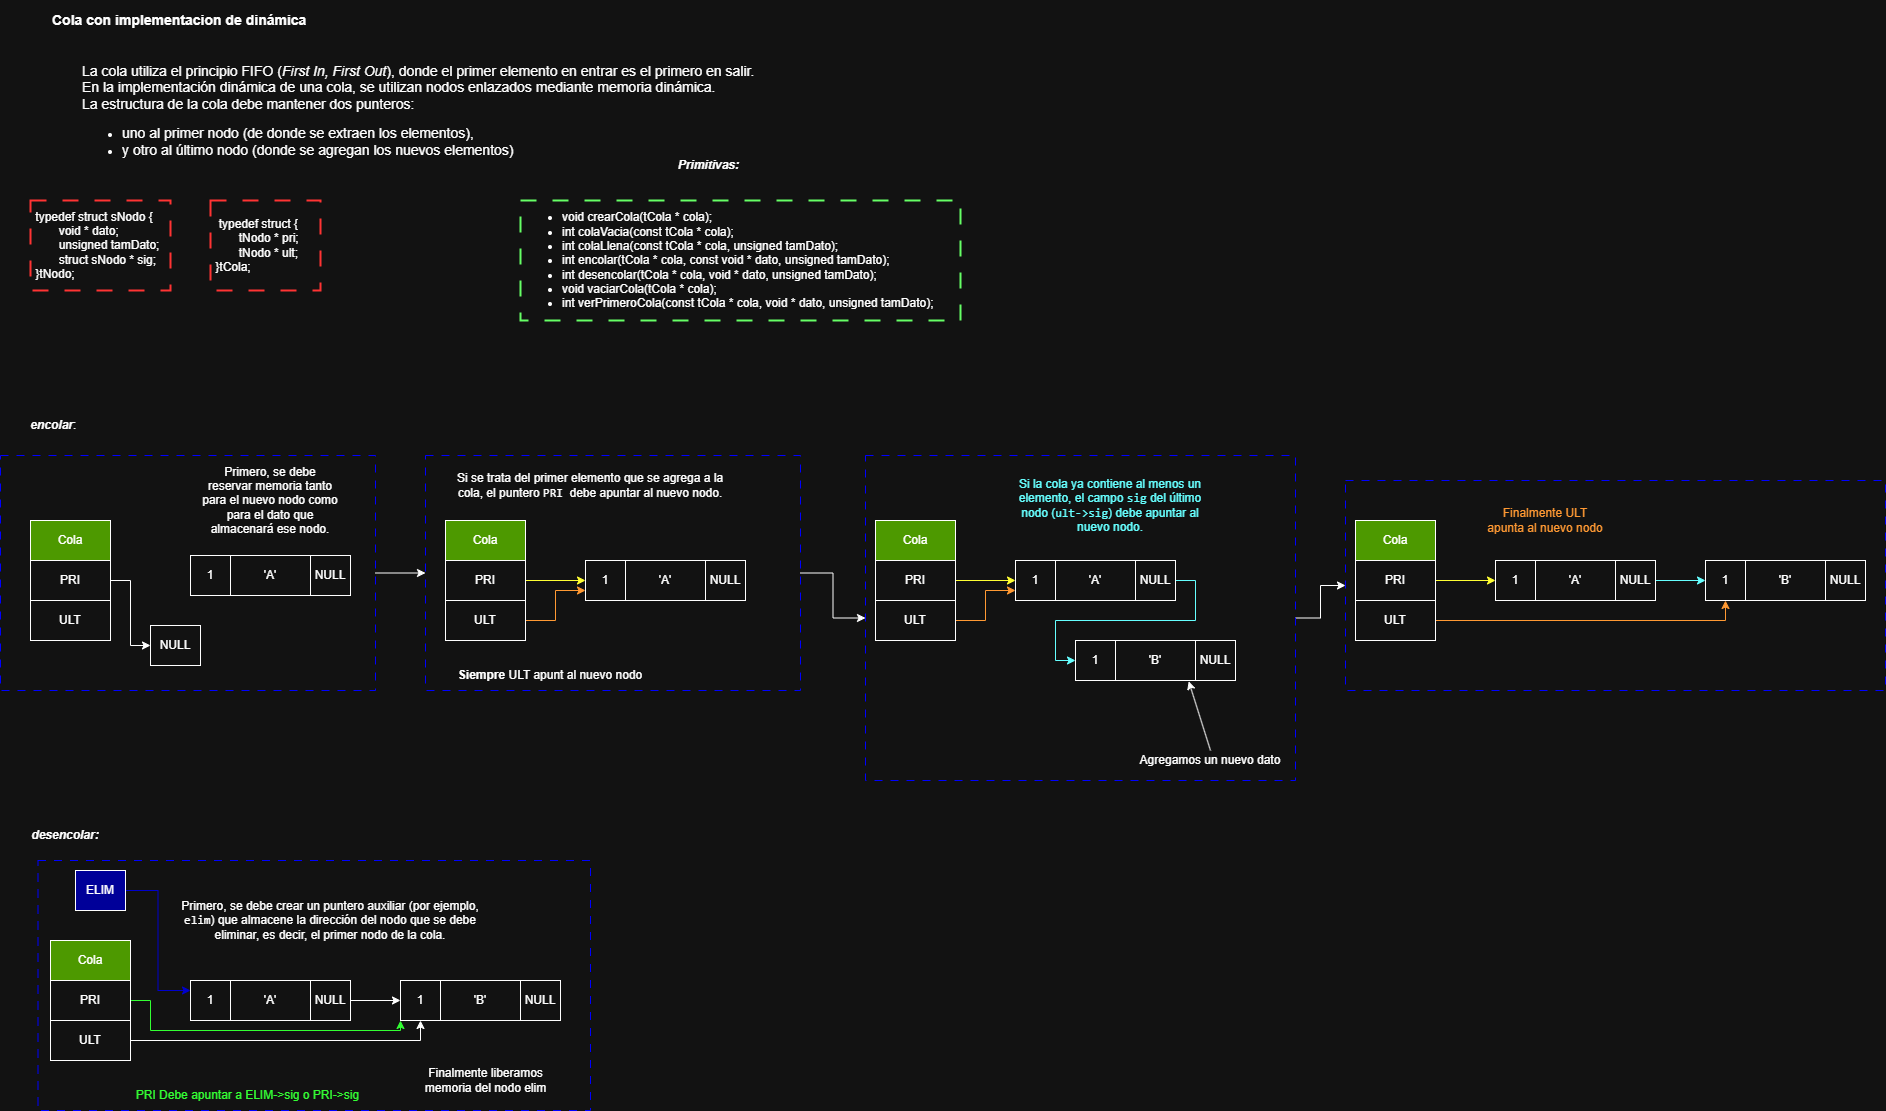 Cola con implementacion de dinámica
La cola utiliza el principio FIFO (First In, First Out), donde el primer elemento en entrar es el primero en salir.
En la implementación dinámica de una cola, se utilizan nodos enlazados mediante memoria dinámica.
La estructura de la cola debe mantener dos punteros:
• uno al primer nodo (de donde se extraen los elementos),
• y otro al último nodo (donde se agregan los nuevos elementos)
Primitivas:
typedef struct sNodo {
void * dato;
unsigned tamDato;
struct sNodo * sig;
}tNodo;
typedef struct {
tNodo * pri;
tNodo * ult;
}tCola;
• void crearCola(tCola * cola);
• int colaVacia(const tCola * cola);
• int colaLlena(const tCola * cola, unsigned tamDato);
• int encolar(tCola * cola, const void * dato, unsigned tamDato);
• int desencolar(tCola * cola, void * dato, unsigned tamDato);
• void vaciarCola(tCola * cola);
• int verPrimeroCola(const tCola * cola, void * dato, unsigned tamDato);
encolar:
Primero, se debe
reservar memoria tanto
para el nuevo nodo como
para el dato que
almacenará ese nodo.
Cola
PRI
ULT
1 'A' NULL
NULL
Si se trata del primer elemento que se agrega a la
cola, el puntero PRI debe apuntar al nuevo nodo.
Cola
PRI
ULT
1 'A' NULL
Siempre ULT apunt al nuevo nodo
Si la cola ya contiene al menos un
elemento, el campo sig del último
nodo (ult->sig) debe apuntar al
nuevo nodo.
Cola
PRI
ULT
1 'A' NULL
1 'B' NULL
Agregamos un nuevo dato
Finalmente ULT
apunta al nuevo nodo
Cola
PRI
ULT
1 'A' NULL
1 'B' NULL
desencolar:
ELIM
Primero, se debe crear un puntero auxiliar (por ejemplo,
elim) que almacene la dirección del nodo que se debe
eliminar, es decir, el primer nodo de la cola.
Cola
PRI
ULT
1 'A' NULL
1 'B' NULL
Finalmente liberamos
memoria del nodo elim
PRI Debe apuntar a ELIM->sig o PRI->sig